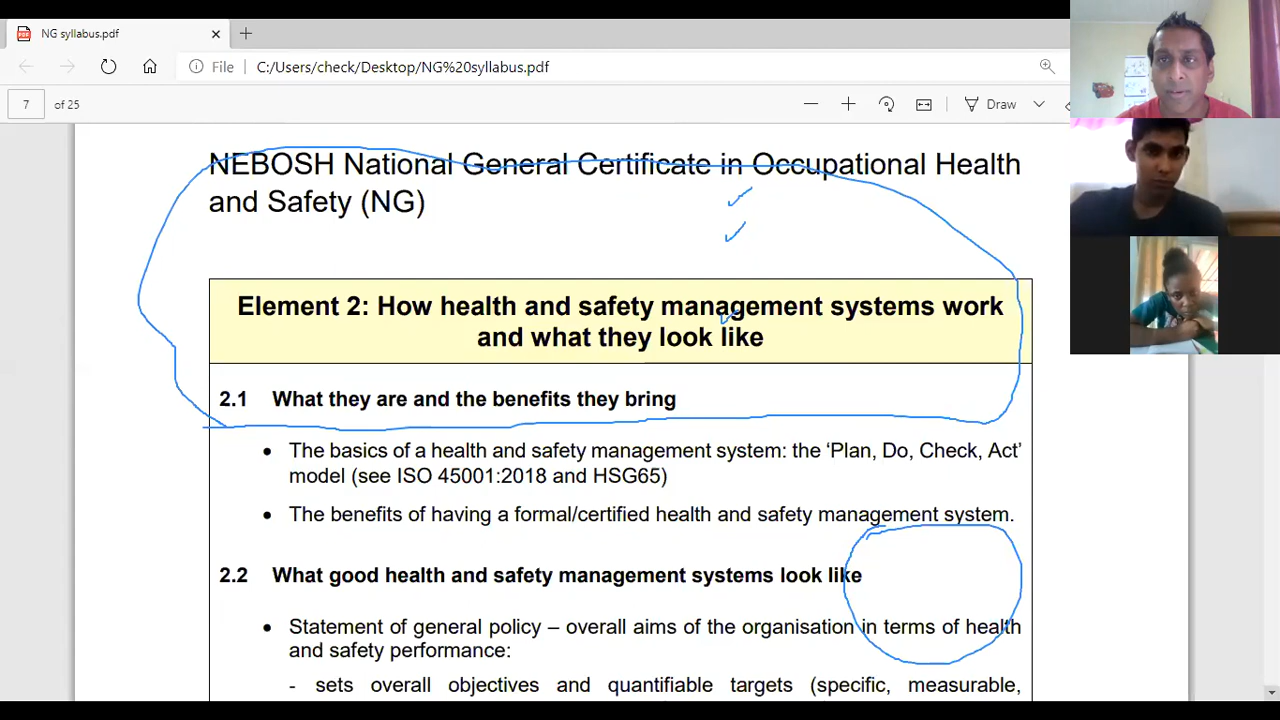 NG syllabus.pdf
File
C:/Users/check/Desktop/NG%20syllabus.pdf
7
of 25
Draw
NEBOSH National General Certificate in Occupational Health
and Safety (NG)
Element 2: How health and safety management systems work
and what they look like
2.1 What they are and the benefits they bring
• The basics of a health and safety management system: the ‘Plan, Do, Check, Act’
model (see ISO 45001:2018 and HSG65)
• The benefits of having a formal/certified health and safety management system.
2.2 What good health and safety management systems look like
• Statement of general policy – overall aims of the organisation in terms of health
and safety performance:
- sets overall objectives and quantifiable targets (specific, measurable,